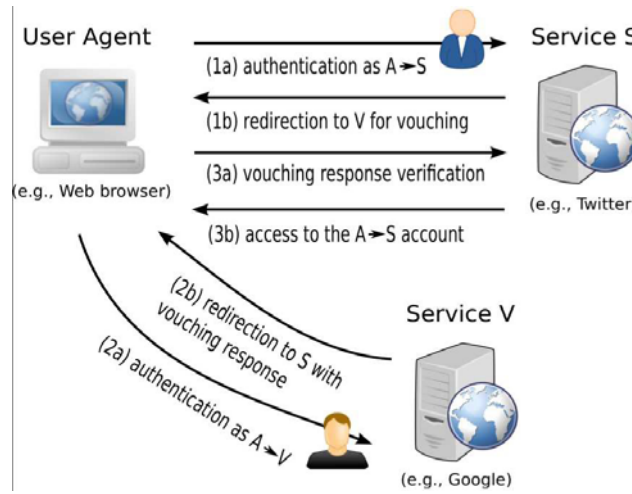 User Agent
Service S
(1a) authentication as A→S
(1b) redirection to V for vouching
(3a) vouching response verification
(e.g., Web browser)
(e.g., Twitter
(3b) access to the A→S account
(2b) redirection to S with
vouching response
(2a) authentication as A→V
Service V
(e.g., Google)